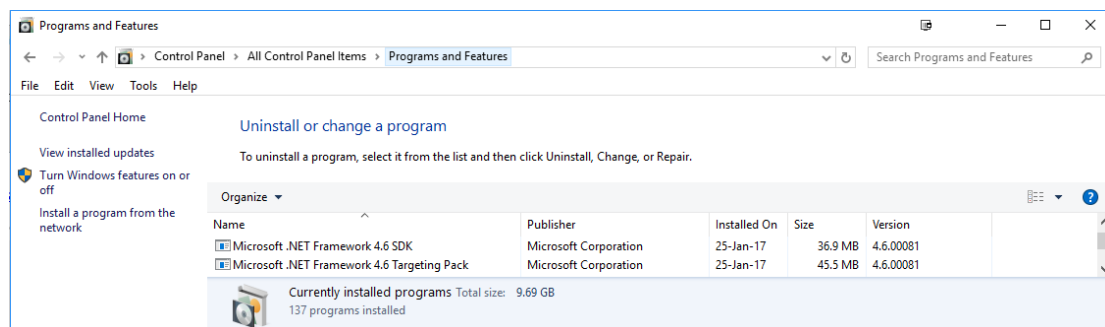 Programs and Features
Control Panel > All Control Panel Items > Programs and Features
Search Programs and Features
File Edit View Tools Help
Control Panel Home
View installed updates
Turn Windows features on or
off
Install a program from the
network
Uninstall or change a program
To uninstall a program, select it from the list and then click Uninstall, Change, or Repair.
Organize
Name Publisher Installed On Size Version
Microsoft .NET Framework 4.6 SDK Microsoft Corporation 25-Jan-17 36.9 MB 4.6.00081
Microsoft .NET Framework 4.6 Targeting Pack Microsoft Corporation 25-Jan-17 45.5 MB 4.6.00081
Currently installed programs Total size: 9.69 GB
137 programs installed